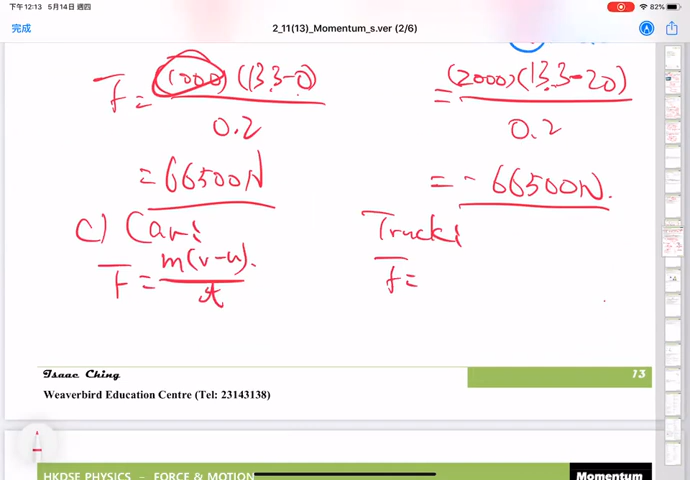 下午12:13 5月14日 週四 82%
完成 2_11(13)_Momentum_s.ver (2/6)
F = (1000)(13.3-0) / 0.2
= 66500N
= (2000)(13.3-20) / 0.2
= - 66500N.
c) Car:
F = m(v-u) / t
Truck:
F =
Isaac Ching 13
Weaverbird Education Centre (Tel: 23143138)
HKDSE PHYSICS - FORCE & MOTION Momentum